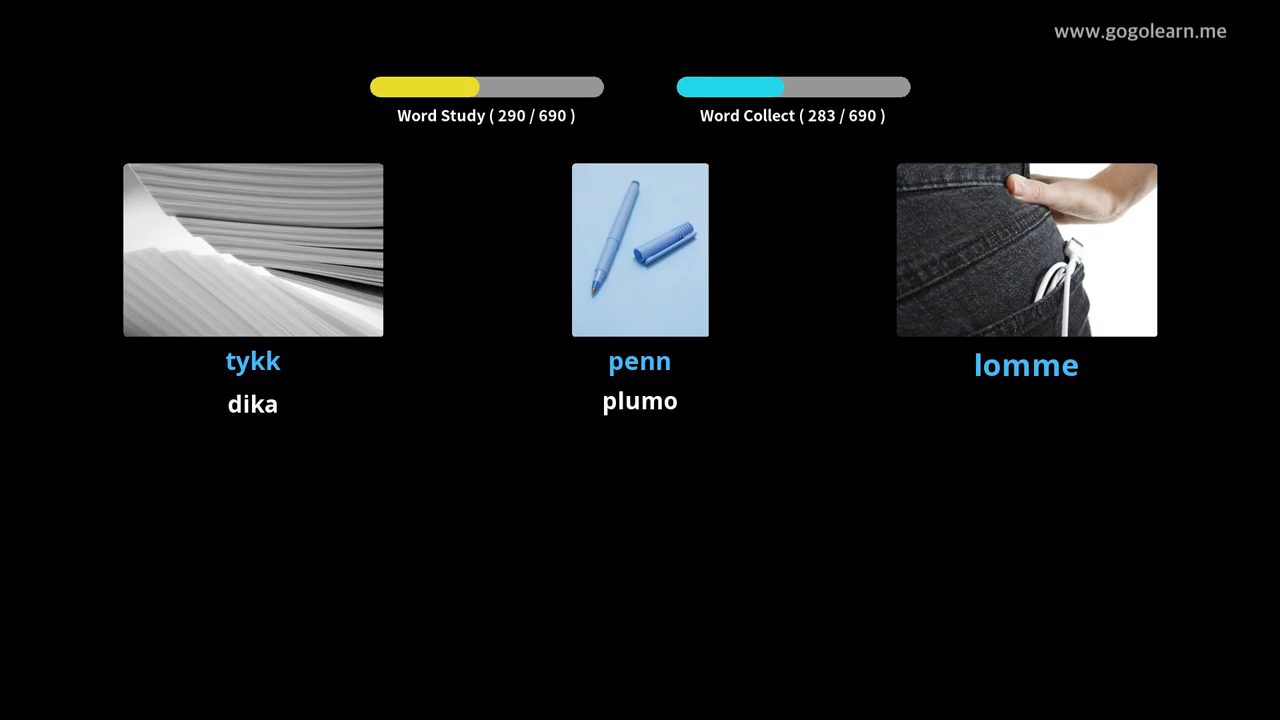 www.gogolearn.me
Word Study ( 290 / 690 )
Word Collect ( 283 / 690 )
tykk
penn
lomme
dika
plumo